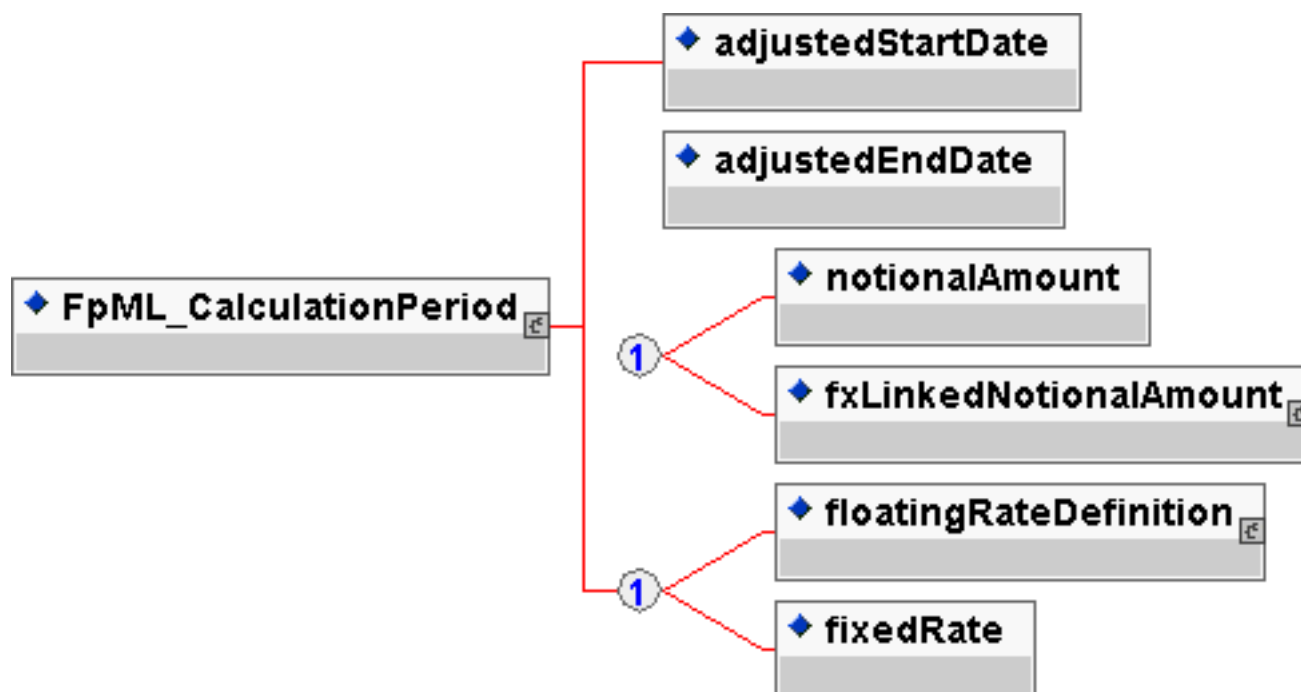 adjustedStartDate
adjustedEndDate
FpML_CalculationPeriod
notionalAmount
1
fxLinkedNotionalAmount
floatingRateDefinition
1
fixedRate